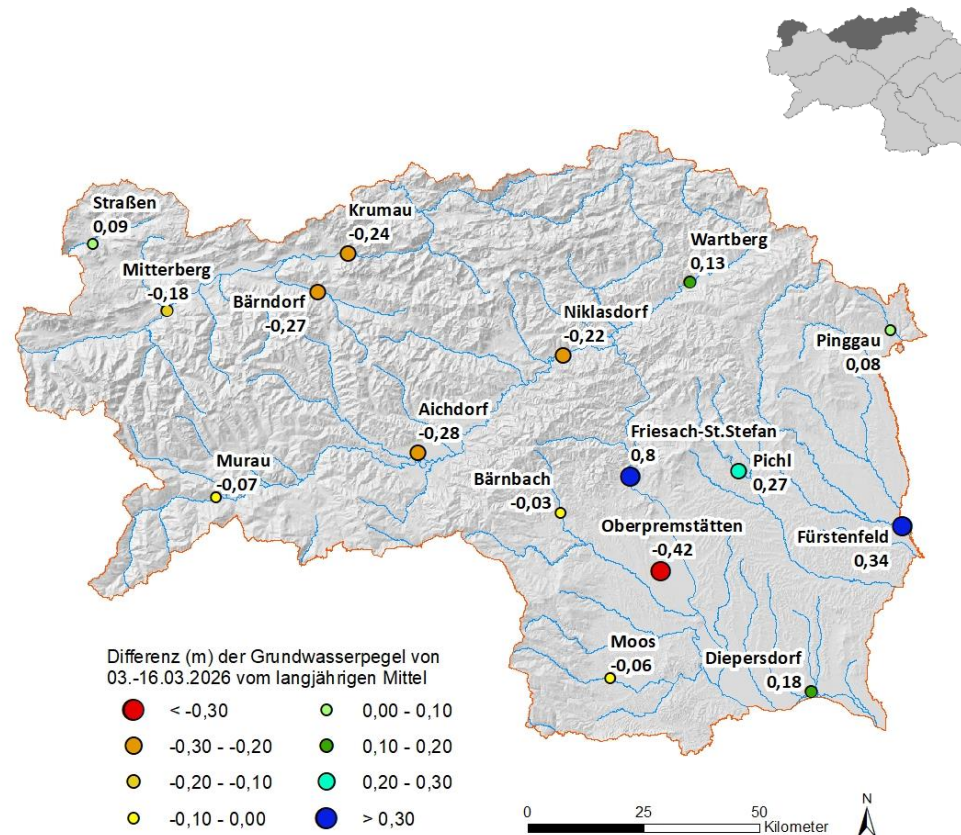 Straßen
0,09
Krumau
-0,24
Wartberg
0,13
Mitterberg
-0,18
Bärndorf
-0,27
Niklasdorf
-0,22
Pinggau
0,08
Aichdorf
-0,28
Friesach-St.Stefan
0,8
Pichl
0,27
Murau
-0,07
Bärnbach
-0,03
Oberpremstätten
-0,42
Fürstenfeld
0,34
Moos
-0,06
Diepersdorf
0,18
Differenz (m) der Grundwasserpegel von
03.-16.03.2026 vom langjährigen Mittel
< -0,30
0,00 - 0,10
-0,30 - -0,20
0,10 - 0,20
-0,20 - -0,10
0,20 - 0,30
-0,10 - 0,00
> 0,30
0 25 50
Kilometer
N